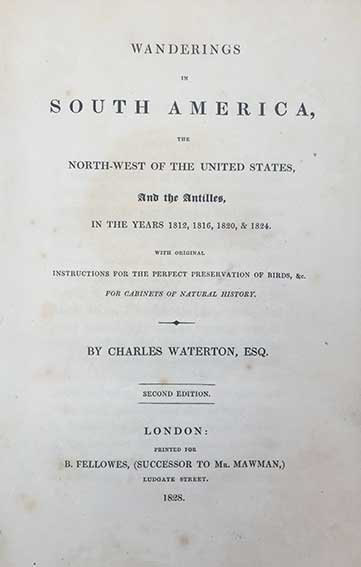 WANDERINGS
IN
SOUTH AMERICA,
THE
NORTH-WEST OF THE UNITED STATES,
And the Antilles,
IN THE YEARS 1812, 1816, 1820, & 1824.
WITH ORIGINAL
INSTRUCTIONS FOR THE PERFECT PRESERVATION OF BIRDS, &c.
FOR CABINETS OF NATURAL HISTORY.
BY CHARLES WATERTON, ESQ.
SECOND EDITION.
LONDON:
PRINTED FOR
B. FELLOWES, (SUCCESSOR TO MR. MAWMAN,)
LUDGATE STREET.
1828.